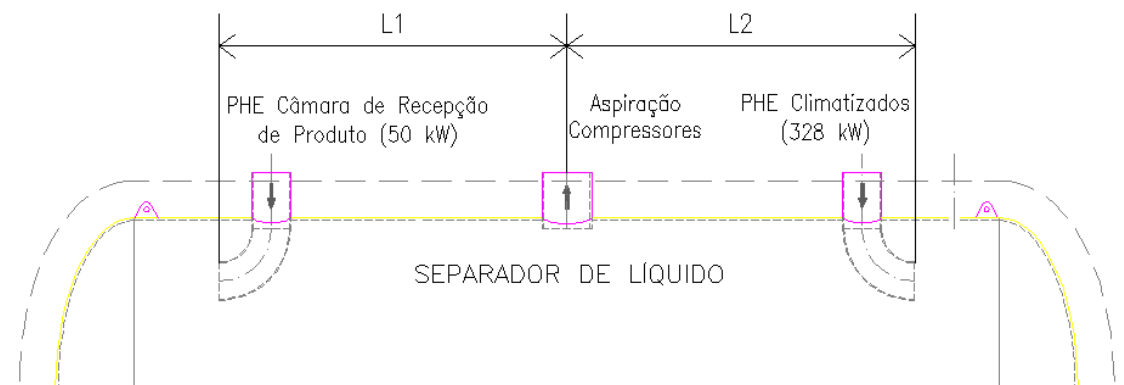 L1
L2
PHE Câmara de Recepção
de Produto (50 kW)
Aspiração
Compressores
PHE Climatizados
(328 kW)
SEPARADOR DE LÍQUIDO